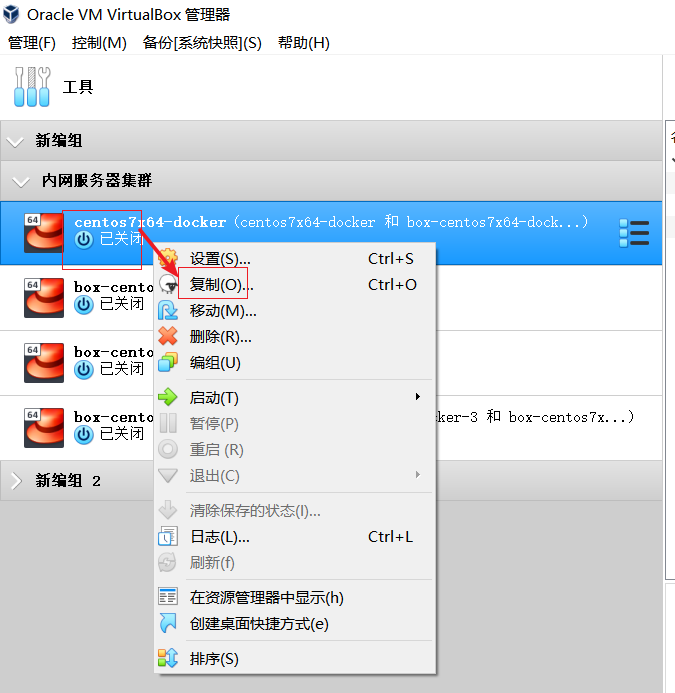 Oracle VM VirtualBox 管理器
管理(F) 控制(M) 备份[系统快照](S) 帮助(H)
工具
新编组
内网服务器集群
64 centos7x64-docker (centos7x64-docker 和 box-centos7x64-dock...)
已关闭
设置(S)... Ctrl+S
64 box-cento
复制(O)... Ctrl+O
已关闭
移动(M)...
删除(R)...
64 box-cento
编组(U)
已关闭
启动(T)
64 box-cento ker-3 和 box-centos7x...)
暂停(P)
已关闭
重启 (R)
退出(C)
新编组 2
清除保存的状态(I)...
日志(L)... Ctrl+L
刷新(f)
在资源管理器中显示(h)
创建桌面快捷方式(e)
排序(S)